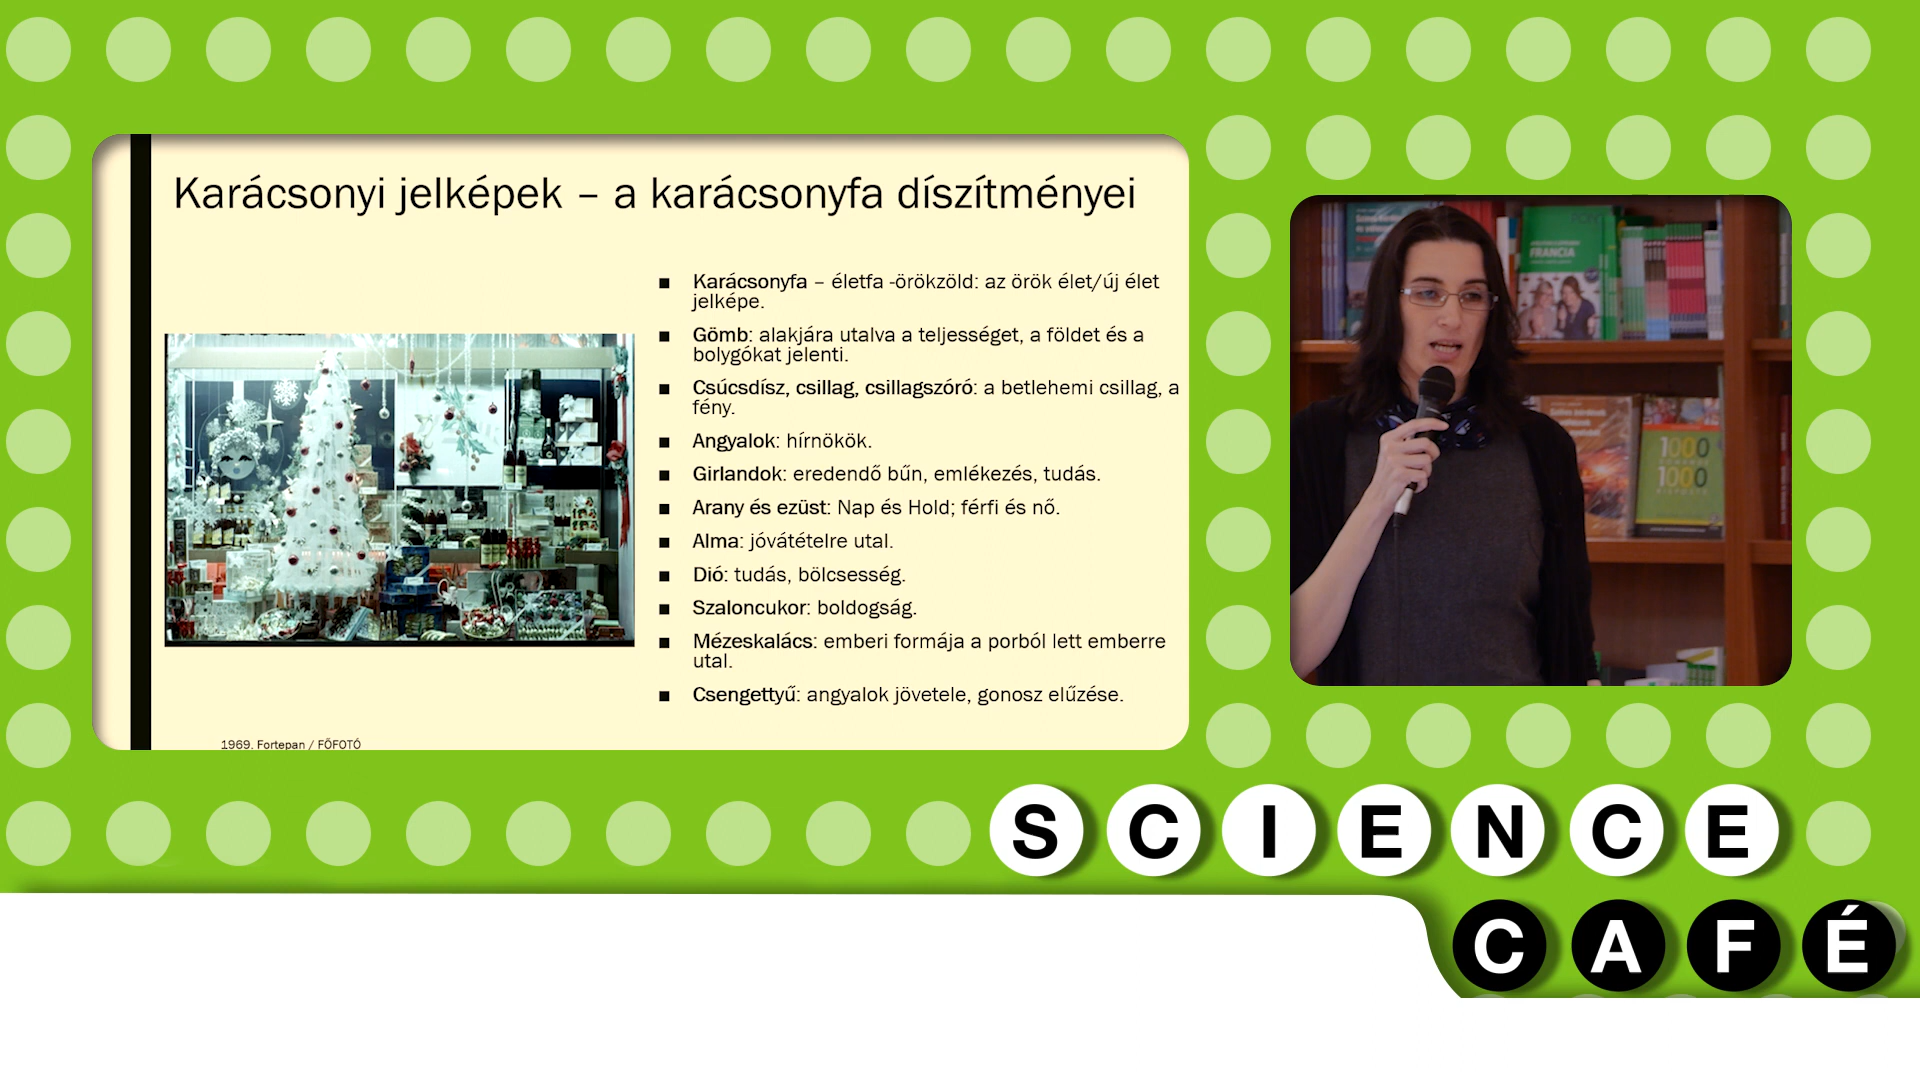 Karácsonyi jelképek – a karácsonyfa díszítményei
Karácsonyfa – életfa -örökzöld: az örök élet/új élet
jelképe.
Gömb: alakjára utalva a teljességet, a földet és a
bolygókat jelenti.
Csúcsdísz, csillag, csillagszóró: a betlehemi csillag, a
fény.
Angyalok: hírnökök.
Girlandok: eredendő bűn, emlékezés, tudás.
Arany és ezüst: Nap és Hold; férfi és nő.
Alma: jóvátételre utal.
Dió: tudás, bölcsesség.
Szaloncukor: boldogság.
Mézeskalács: emberi formája a porból lett emberre
utal.
Csengettyű: angyalok jövetele, gonosz elűzése.
1969. Fortepan / FŐFOTÓ
FRANCIA
1000
1000
SCIENCE
CAFÉ